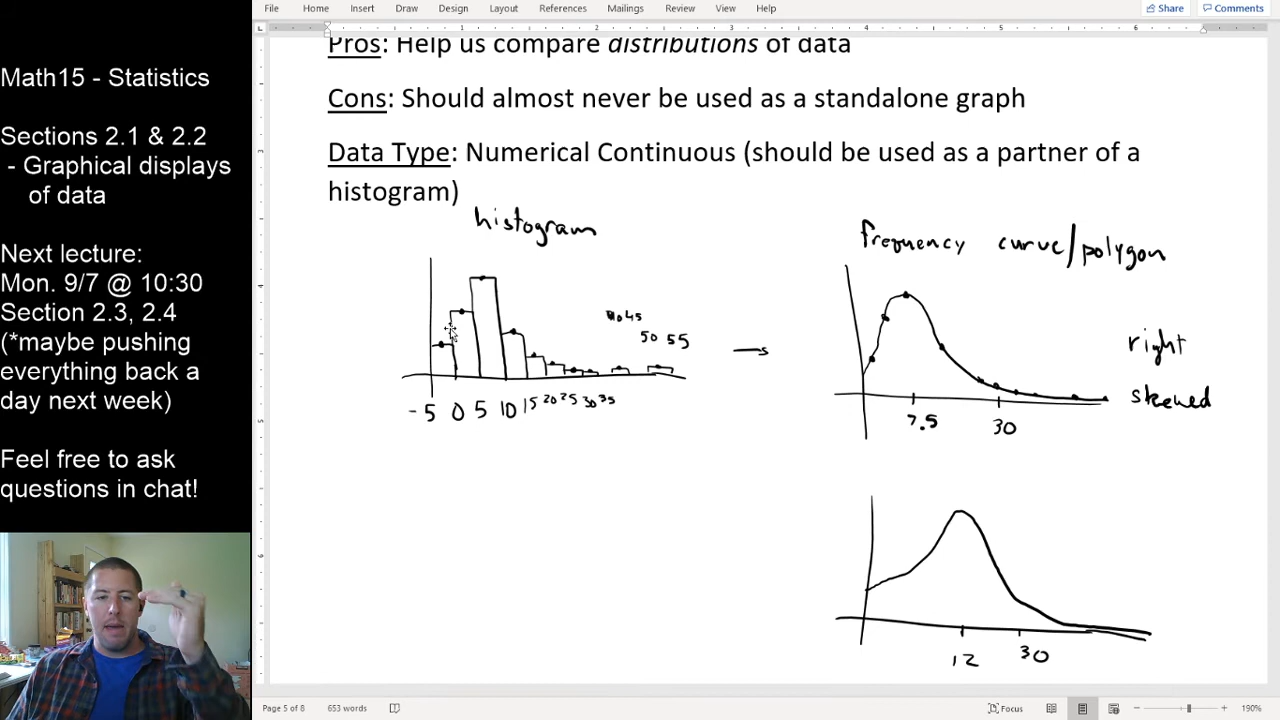 File Home Insert Draw Design Layout References Mailings Review View Help Share Comments
Math15 - Statistics
Sections 2.1 & 2.2
- Graphical displays
of data
Next lecture:
Mon. 9/7 @ 10:30
Section 2.3, 2.4
(*maybe pushing
everything back a
day next week)
Feel free to ask
questions in chat!
Pros: Help us compare distributions of data
Cons: Should almost never be used as a standalone graph
Data Type: Numerical Continuous (should be used as a partner of a
histogram)
histogram
45
50 55
-5 0 5 10 15 20 25 30 35
frequency curve/polygon
right
skewed
7.5 30
12 30
Page 5 of 8 653 words Focus 190%